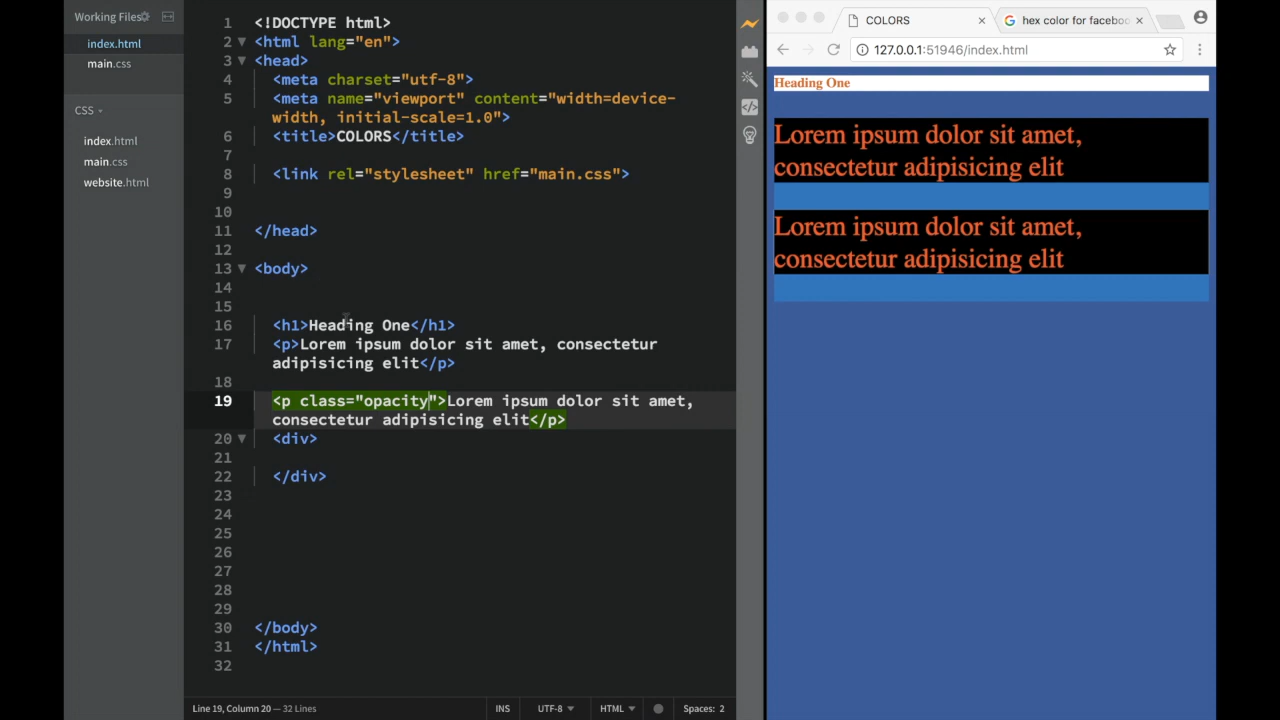 Working Files
index.html
main.css
CSS
index.html
main.css
website.html
1 <!DOCTYPE html>
2 <html lang="en">
3 <head>
4 <meta charset="utf-8">
5 <meta name="viewport" content="width=device-
width, initial-scale=1.0">
6 <title>COLORS</title>
7
8 <link rel="stylesheet" href="main.css">
9
10
11 </head>
12
13 <body>
14
15
16 <h1>Heading One</h1>
17 <p>Lorem ipsum dolor sit amet, consectetur
adipisicing elit</p>
18
19 <p class="opacity">Lorem ipsum dolor sit amet,
consectetur adipisicing elit</p>
20 <div>
21
22 </div>
23
24
25
26
27
28
29
30 </body>
31 </html>
32
Line 19, Column 20 — 32 Lines
INS
UTF-8
HTML
Spaces: 2
COLORS
hex color for faceboo
127.0.0.1:51946/index.html
Heading One
Lorem ipsum dolor sit amet,
consectetur adipisicing elit
Lorem ipsum dolor sit amet,
consectetur adipisicing elit